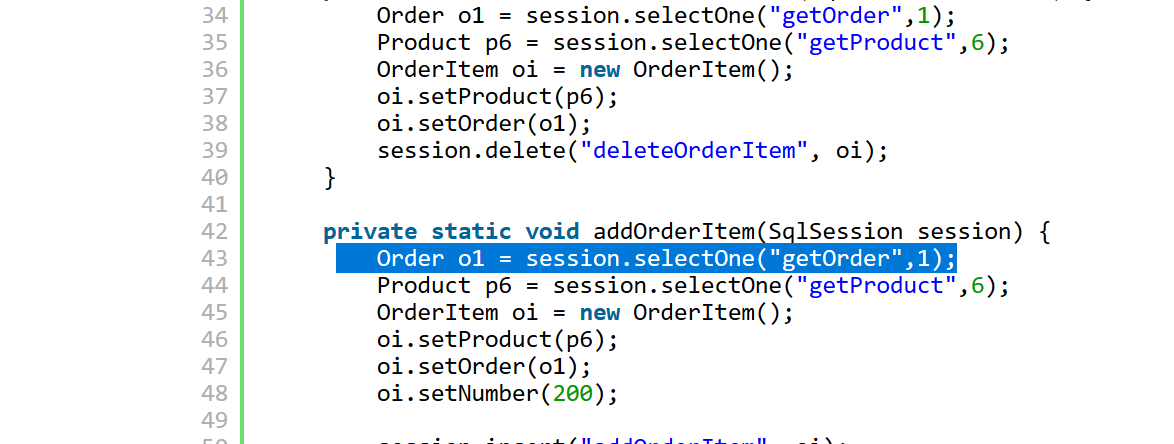 34 Order o1 = session.selectOne("getOrder",1);
35 Product p6 = session.selectOne("getProduct",6);
36 OrderItem oi = new OrderItem();
37 oi.setProduct(p6);
38 oi.setOrder(o1);
39 session.delete("deleteOrderItem", oi);
40 }
41
42 private static void addOrderItem(SqlSession session) {
43 Order o1 = session.selectOne("getOrder",1);
44 Product p6 = session.selectOne("getProduct",6);
45 OrderItem oi = new OrderItem();
46 oi.setProduct(p6);
47 oi.setOrder(o1);
48 oi.setNumber(200);
49